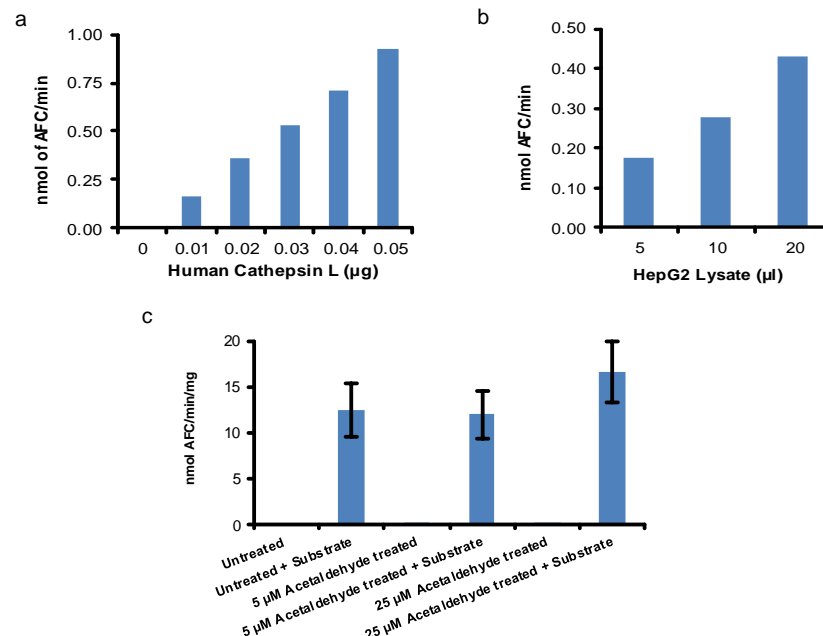 a
nmol of AFC/min
1.00
0.75
0.50
0.25
0.00
0 0.01 0.02 0.03 0.04 0.05
Human Cathepsin L (µg)
b
nmol AFC/min
0.50
0.40
0.30
0.20
0.10
0.00
5 10 20
HepG2 Lysate (µl)
c
nmol AFC/min/mg
20
15
10
5
0
Untreated
Untreated + Substrate
5 µM Acetaldehyde treated
5 µM Acetaldehyde treated + Substrate
25 µM Acetaldehyde treated
25 µM Acetaldehyde treated + Substrate